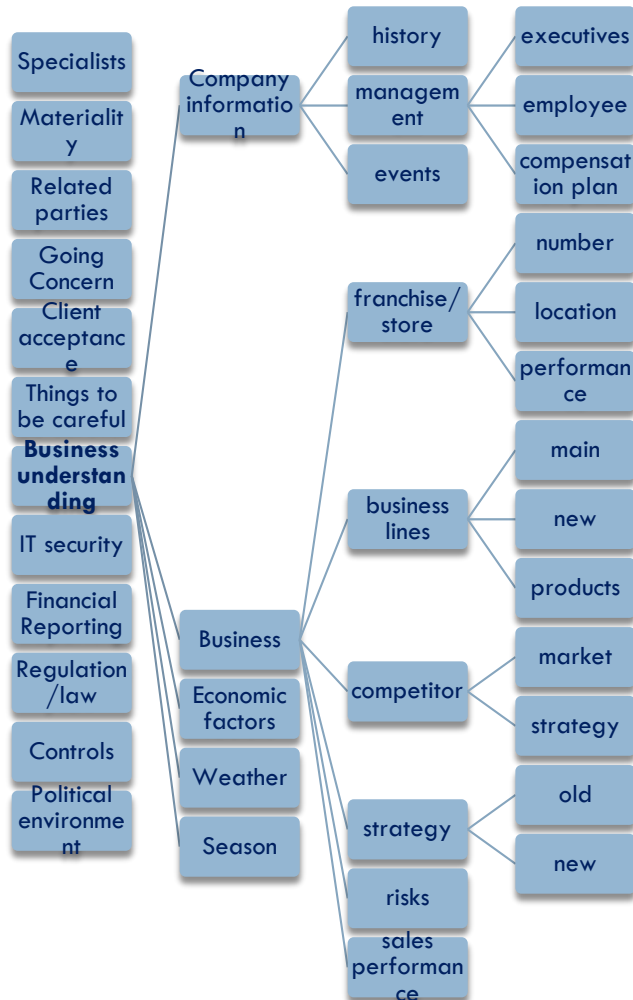 Specialists
Materialit
y
Related
parties
Going
Concern
Client
acceptanc
e
Things to
be careful
Business
understan
ding
IT security
Financial
Reporting
Regulation
/law
Controls
Political
environme
nt
Company
informatio
n
Business
Economic
factors
Weather
Season
history
managem
ent
events
franchise/
store
business
lines
competitor
strategy
risks
sales
performa
nce
executives
employee
compensat
ion plan
number
location
performan
ce
main
new
products
market
strategy
old
new